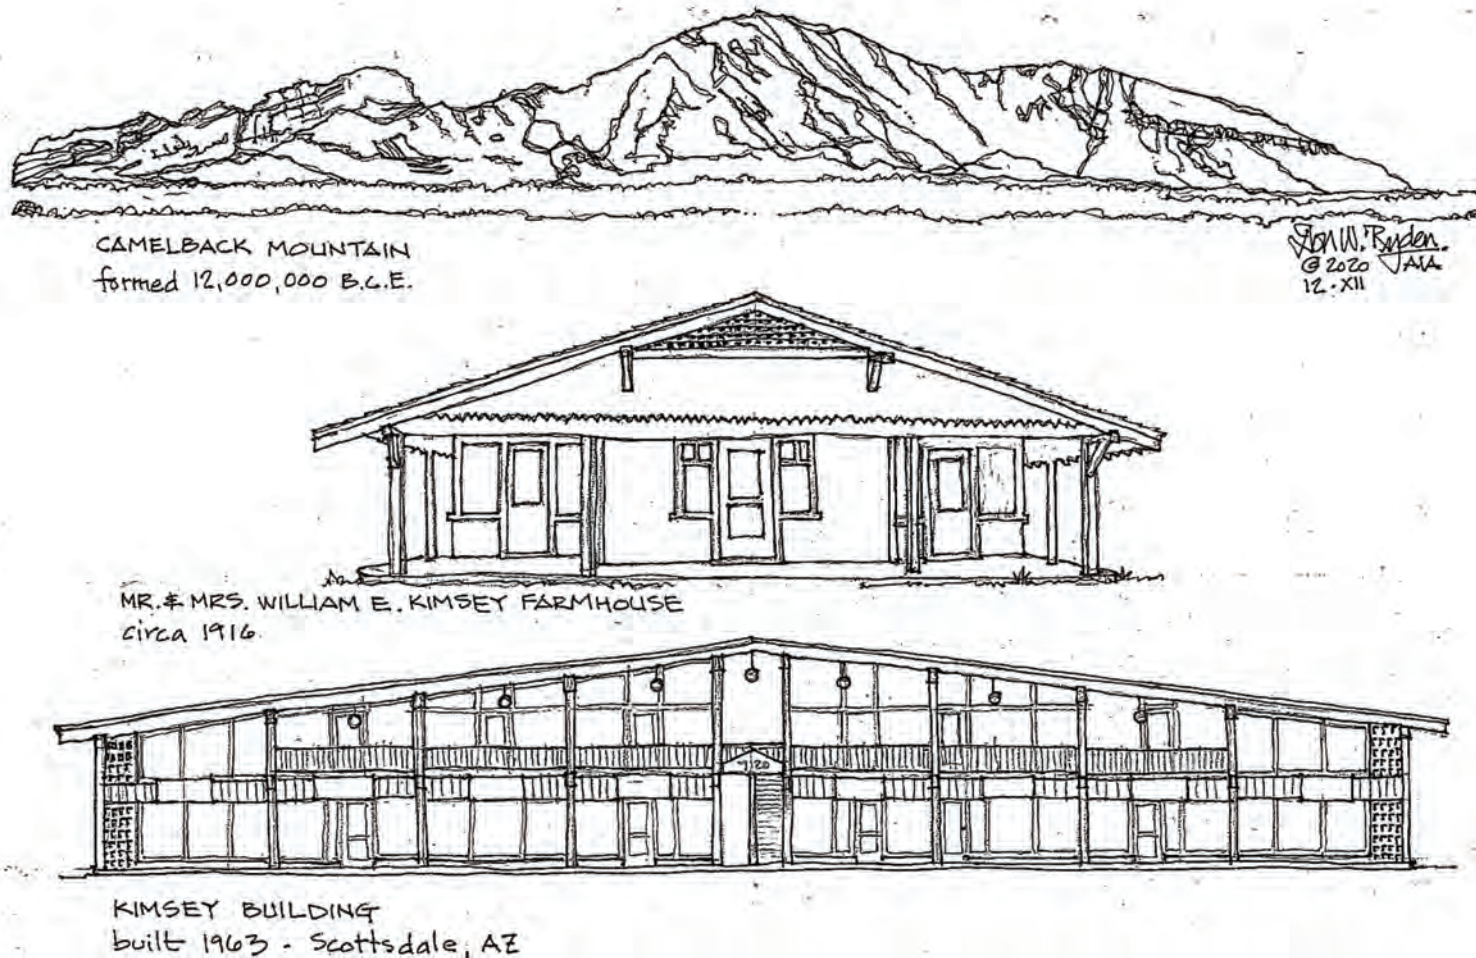 CAMELBACK MOUNTAIN
formed 12,000,000 B.C.E.
Don W. Ryden.
© 2020 AIA
12·XII
MR. & MRS. WILLIAM E. KIMSEY FARMHOUSE
circa 1916
7120
KIMSEY BUILDING
built 1963 - Scottsdale, AZ